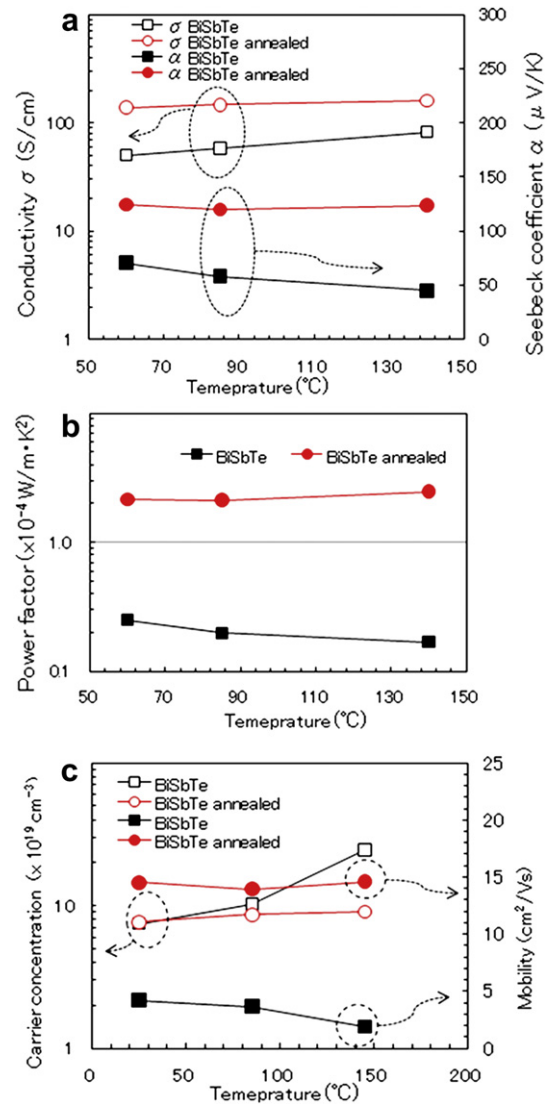 a
σ BiSbTe
σ BiSbTe annealed
α BiSbTe
α BiSbTe annealed
Conductivity σ (S/cm)
100
10
1
300
250
200
150
100
50
0
Seebeck coefficient α (μ V/K)
50 70 90 110 130 150
Temeprature(°C)
b
BiSbTe BiSbTe annealed
Power factor(×10⁻⁴W/m·K²)
1.0
0.1
50 70 90 110 130 150
Temeprature(°C)
c
BiSbTe
BiSbTe annealed
BiSbTe
BiSbTe annealed
Carrier concentration (× 10¹⁹ cm⁻³)
10
1
25
20
15
10
5
0
Mobility(cm²/Vs)
0 50 100 150 200
Temeprature(°C)